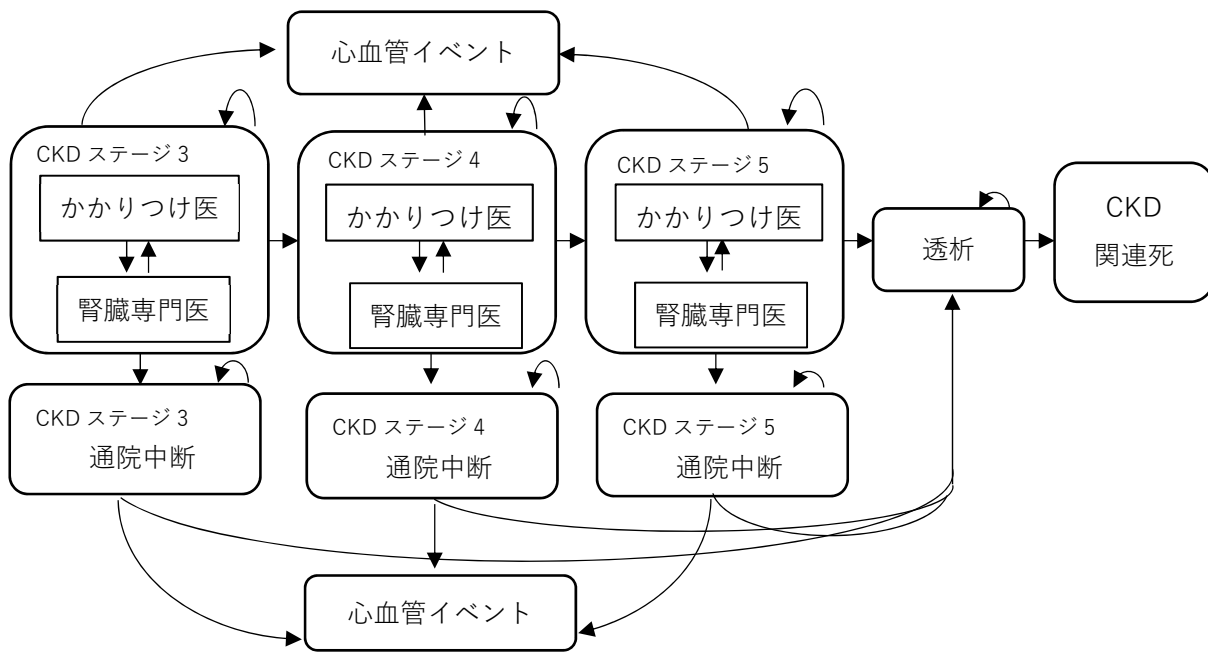 心血管イベント
CKD ステージ 3
かかりつけ医
腎臓専門医
CKD ステージ 4
かかりつけ医
腎臓専門医
CKD ステージ 5
かかりつけ医
腎臓専門医
透析
CKD
関連死
CKD ステージ 3
通院中断
CKD ステージ 4
通院中断
CKD ステージ 5
通院中断
心血管イベント